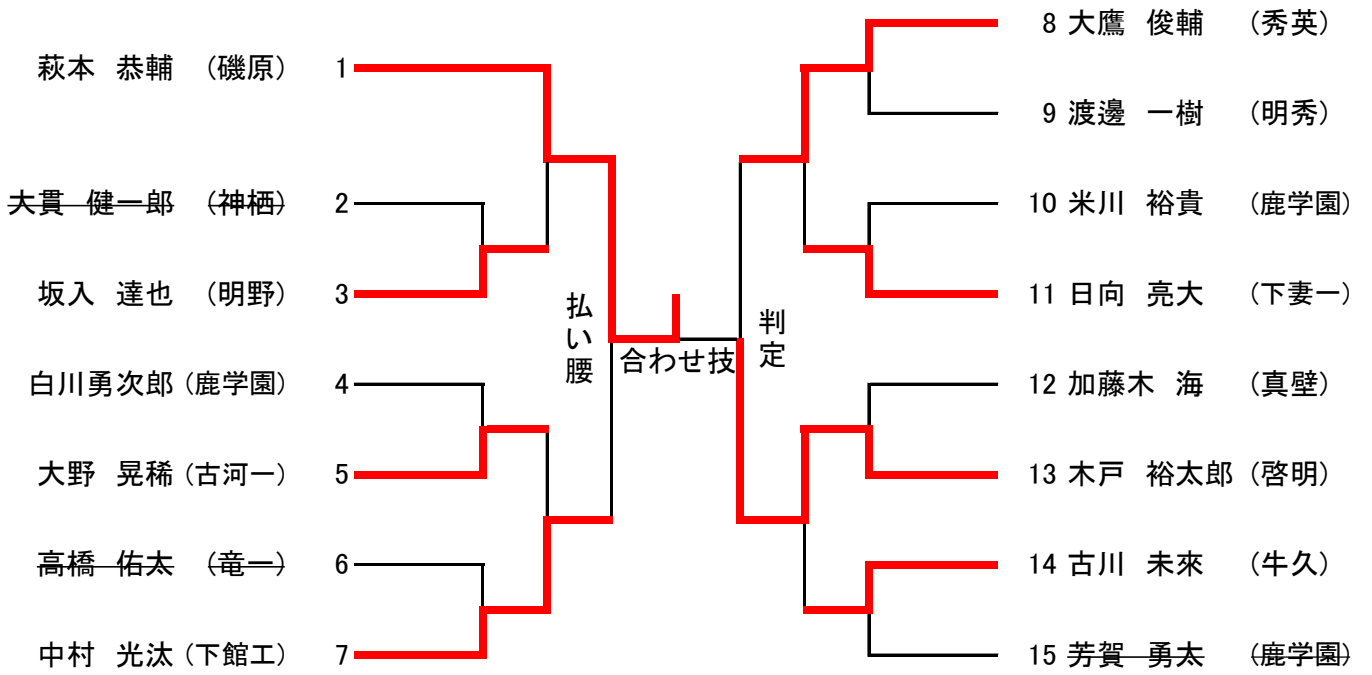 萩本 恭輔 (磯原) 1
大貫 健一郎 (神栖) 2
坂入 達也 (明野) 3
白川勇次郎 (鹿学園) 4
大野 晃稀 (古河一) 5
高橋 佑太 (竜一) 6
中村 光汰 (下館工) 7
払い腰
合わせ技
判定
8 大鷹 俊輔 (秀英)
9 渡邊 一樹 (明秀)
10 米川 裕貴 (鹿学園)
11 日向 亮大 (下妻一)
12 加藤木 海 (真壁)
13 木戸 裕太郎 (啓明)
14 古川 未來 (牛久)
15 芳賀 勇太 (鹿学園)